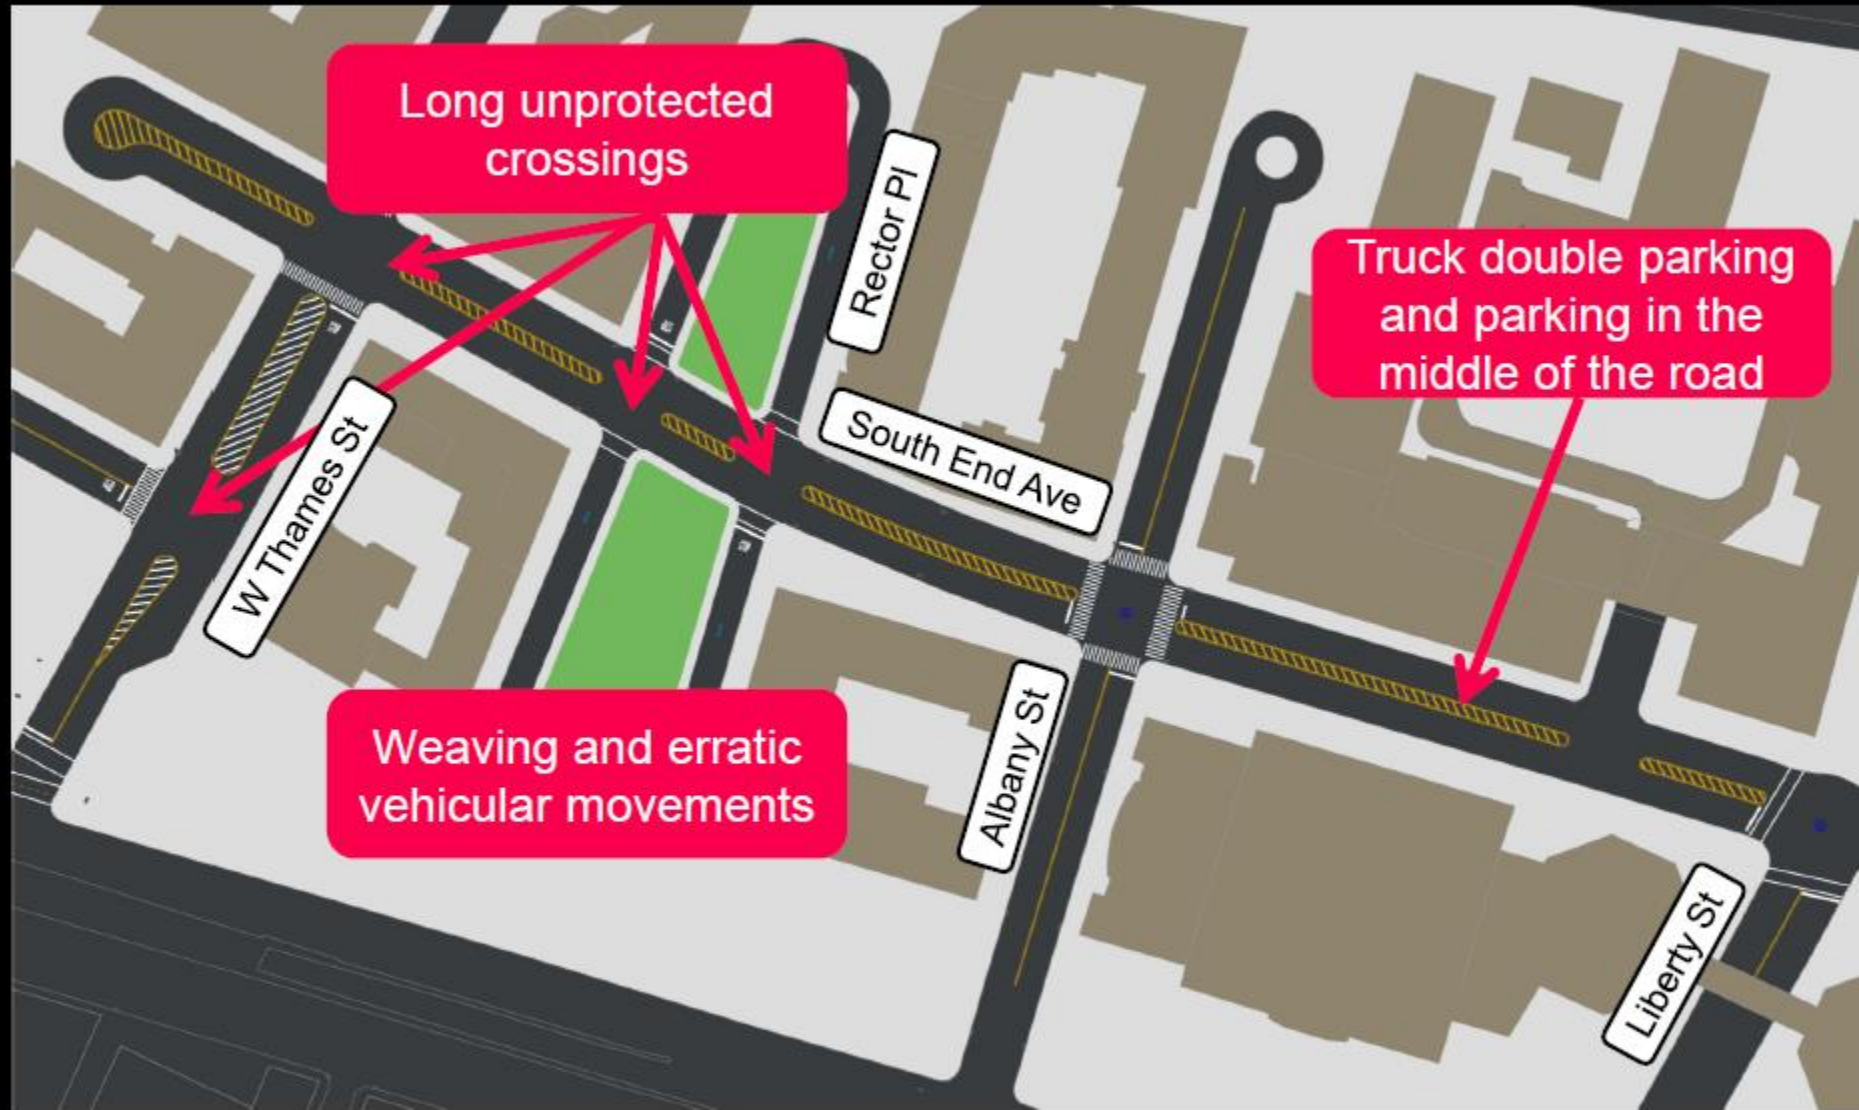 Long unprotected
crossings
Rector Pl
Truck double parking
and parking in the
middle of the road
South End Ave
W Thames St
Weaving and erratic
vehicular movements
Albany St
Liberty St